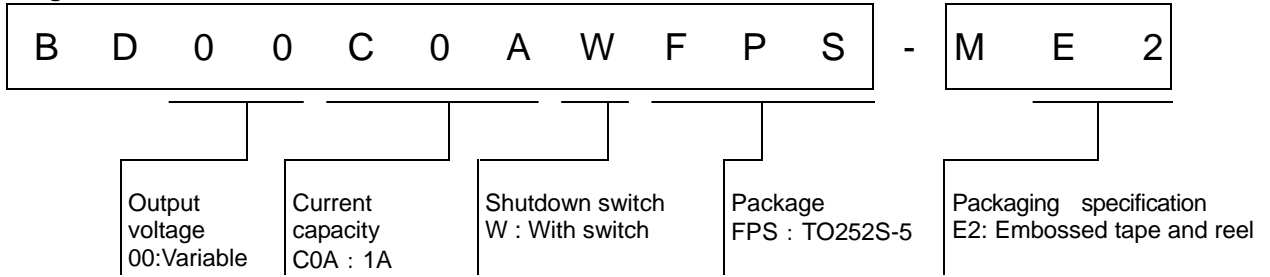 B D 0 0 C 0 A W F P S - M E 2
Output
voltage
00:Variable
Current
capacity
C0A : 1A
Shutdown switch
W : With switch
Package
FPS : TO252S-5
Packaging specification
E2: Embossed tape and reel